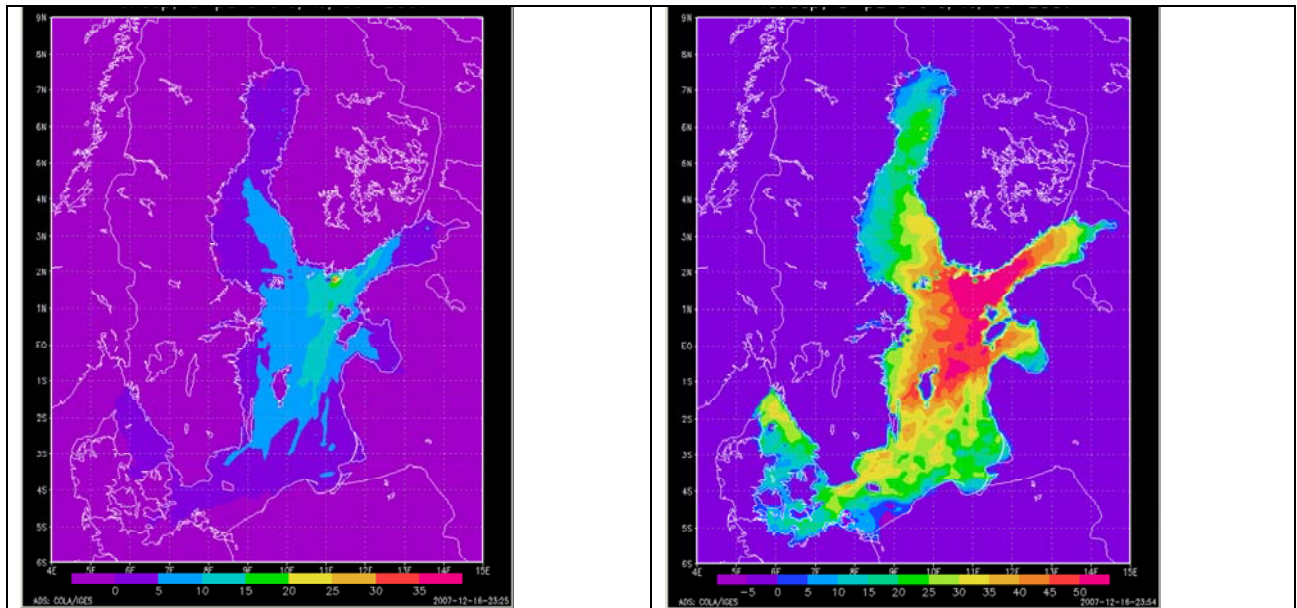 9N
8N
7N
6N
5N
4N
3N
2N
1N
EQ
1S
2S
3S
4S
5S
6S
4E 5E 6E 7E 8E 9E 10E 11E 12E 13E 14E 15E
0 5 10 15 20 25 30 35
ADS: COLA/IGES 2007-12-16-23:25
9N
8N
7N
6N
5N
4N
3N
2N
1N
EQ
1S
2S
3S
4S
5S
6S
4E 5E 6E 7E 8E 9E 10E 11E 12E 13E 14E 15E
-5 0 5 10 15 20 25 30 35 40 45 50
ADS: COLA/IGES 2007-12-16-23:54